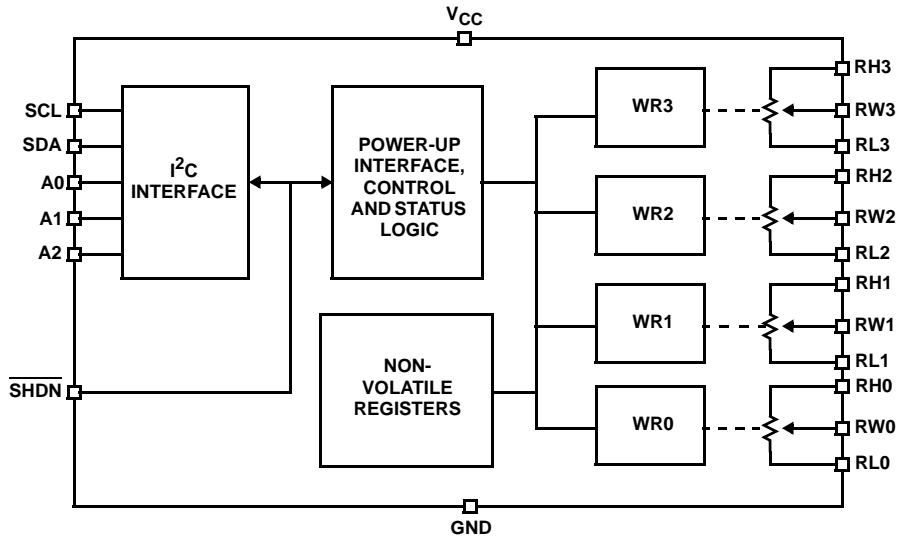 VCC
SCL
SDA
A0
A1
A2
SHDN
I2C
INTERFACE
POWER-UP
INTERFACE,
CONTROL
AND STATUS
LOGIC
NON-
VOLATILE
REGISTERS
WR3
WR2
WR1
WR0
RH3
RW3
RL3
RH2
RW2
RL2
RH1
RW1
RL1
RH0
RW0
RL0
GND